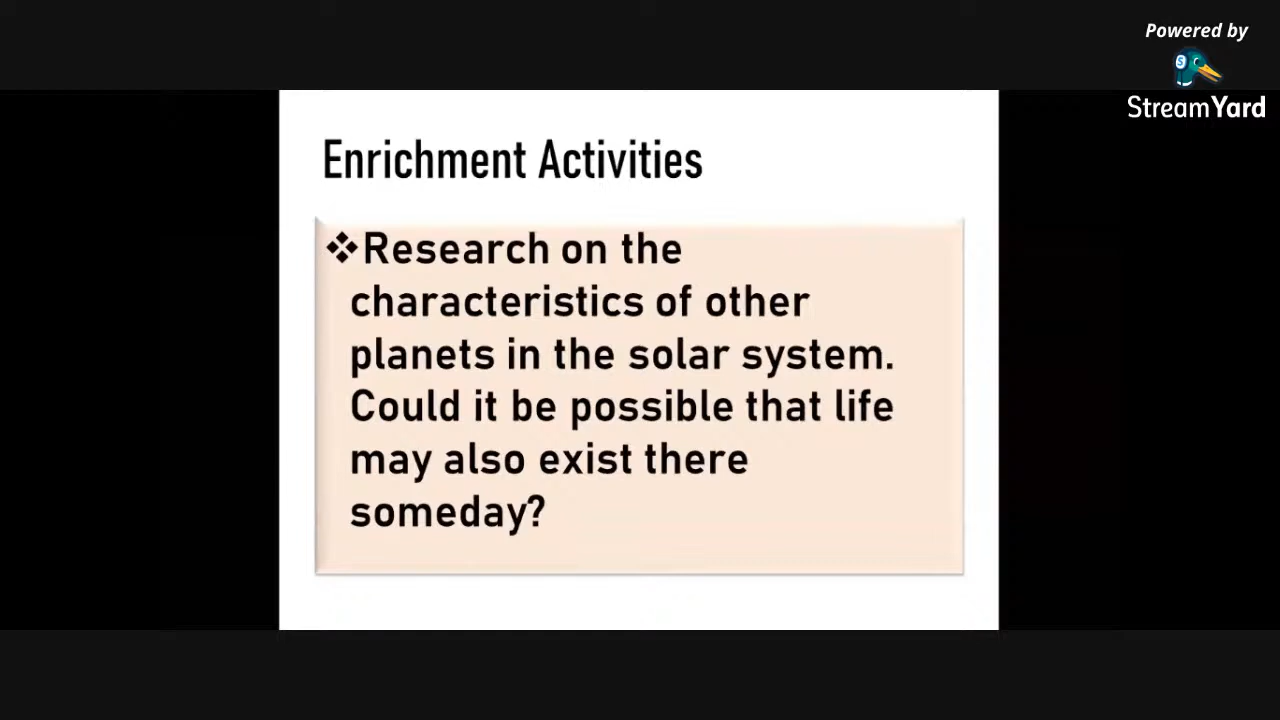 Powered by
StreamYard
Enrichment Activities
❖Research on the
characteristics of other
planets in the solar system.
Could it be possible that life
may also exist there
someday?